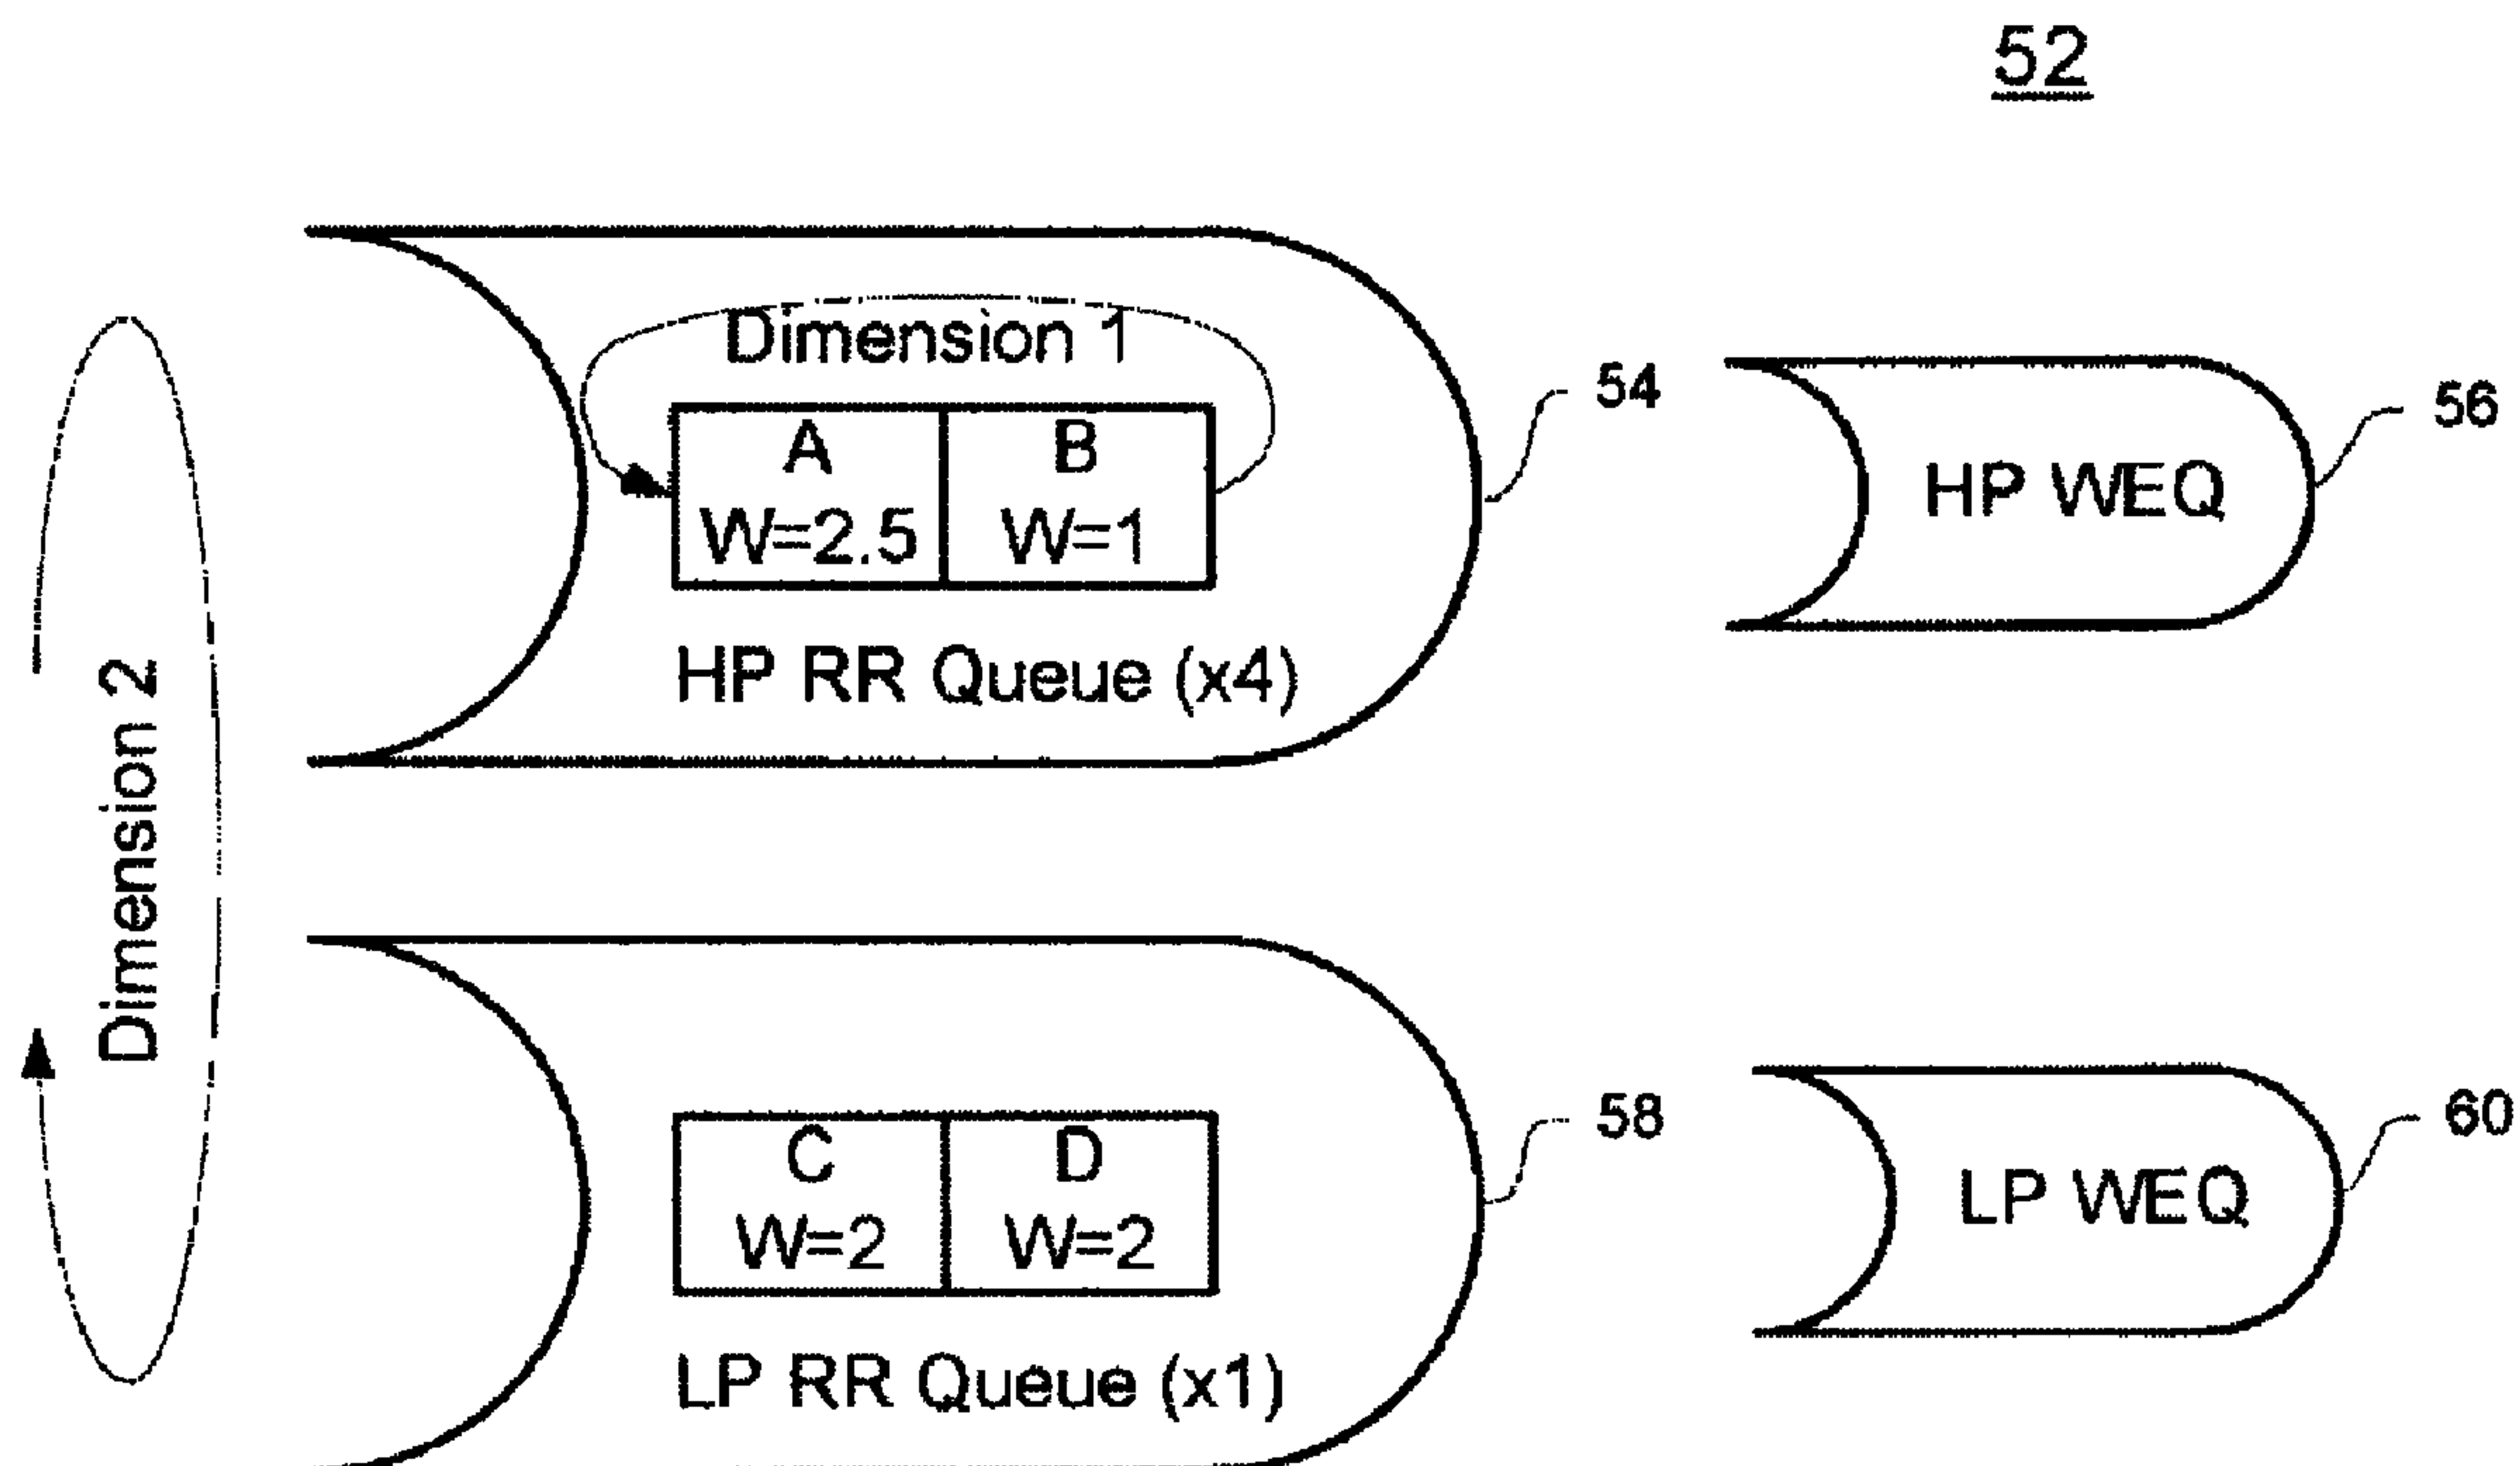 52
Dimension 1
54
56
A
B
W=2.5
W=1
HP WEQ
HP RR Queue (x4)
Dimension 2
58
60
C
D
W=2
W=2
LP WEQ
LP RR Queue (x1)